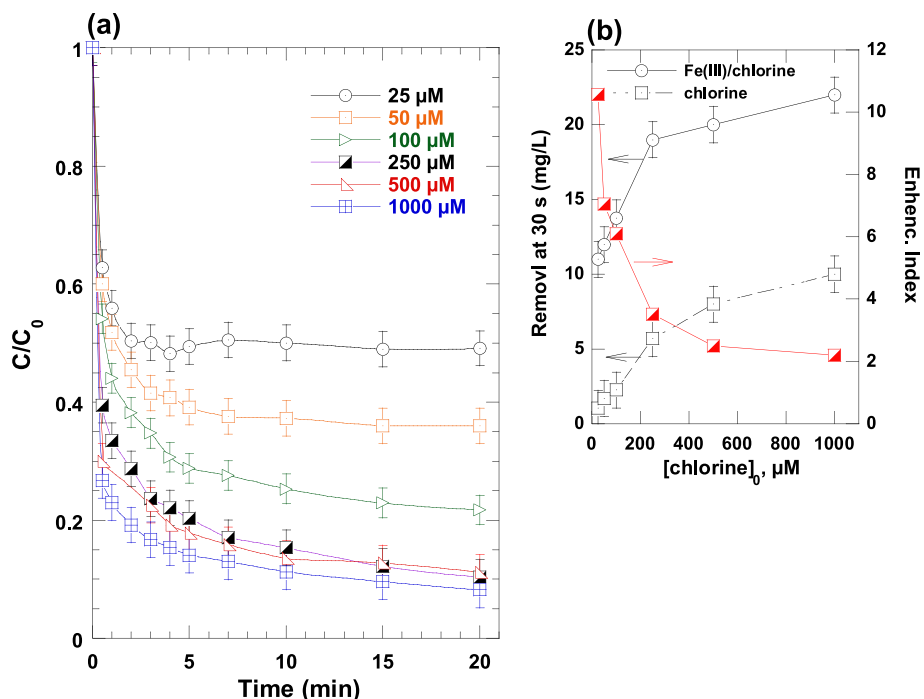 (a)
1
0.8
0.6
0.4
0.2
0
C/C0
0
5
10
15
20
Time (min)
25 µM
50 µM
100 µM
250 µM
500 µM
1000 µM
(b)
25
20
15
10
5
0
Removl at 30 s (mg/L)
Fe(III)/chlorine
chlorine
12
10
8
6
4
2
0
Enhenc. Index
0 200 400 600 800 1000
[chlorine]0, µM